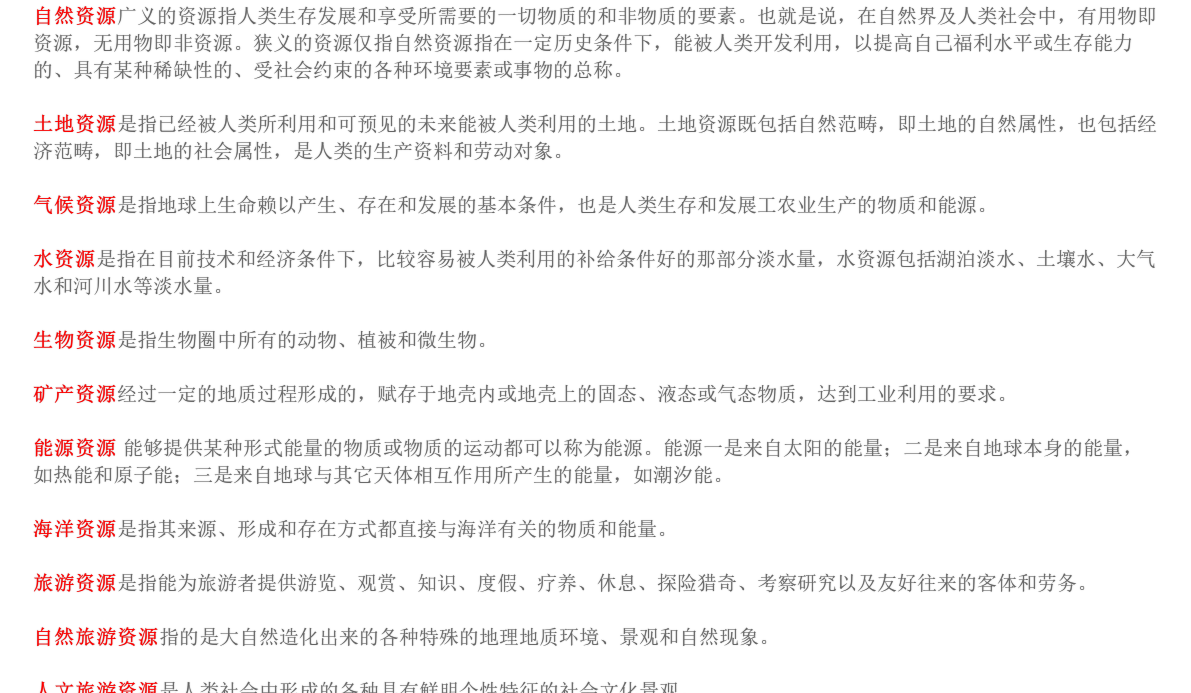 自然资源广义的资源指人类生存发展和享受所需要的一切物质的和非物质的要素。也就是说，在自然界及人类社会中，有用物即
资源，无用物即非资源。狭义的资源仅指自然资源指在一定历史条件下，能被人类开发利用，以提高自己福利水平或生存能力
的、具有某种稀缺性的、受社会约束的各种环境要素或事物的总称。
土地资源是指已经被人类所利用和可预见的未来能被人类利用的土地。土地资源既包括自然范畴，即土地的自然属性，也包括经
济范畴，即土地的社会属性，是人类的生产资料和劳动对象。
气候资源是指地球上生命赖以产生、存在和发展的基本条件，也是人类生存和发展工农业生产的物质和能源。
水资源是指在目前技术和经济条件下，比较容易被人类利用的补给条件好的那部分淡水量，水资源包括湖泊淡水、土壤水、大气
水和河川水等淡水量。
生物资源是指生物圈中所有的动物、植被和微生物。
矿产资源经过一定的地质过程形成的，赋存于地壳内或地壳上的固态、液态或气态物质，达到工业利用的要求。
能源资源 能够提供某种形式能量的物质或物质的运动都可以称为能源。能源一是来自太阳的能量；二是来自地球本身的能量，
如热能和原子能；三是来自地球与其它天体相互作用所产生的能量，如潮汐能。
海洋资源是指其来源、形成和存在方式都直接与海洋有关的物质和能量。
旅游资源是指能为旅游者提供游览、观赏、知识、度假、疗养、休息、探险猎奇、考察研究以及友好往来的客体和劳务。
自然旅游资源指的是大自然造化出来的各种特殊的地理地质环境、景观和自然现象。
人文旅游资源是人类社会中形成的各种具有鲜明个性特征的社会文化景观